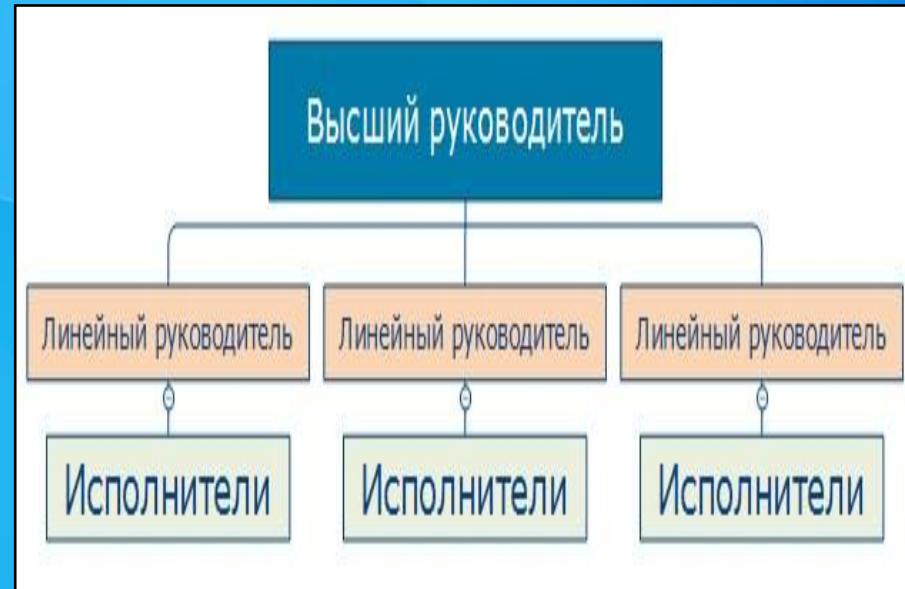 Высший руководитель
Линейный руководитель
Линейный руководитель
Линейный руководитель
Исполнители
Исполнители
Исполнители